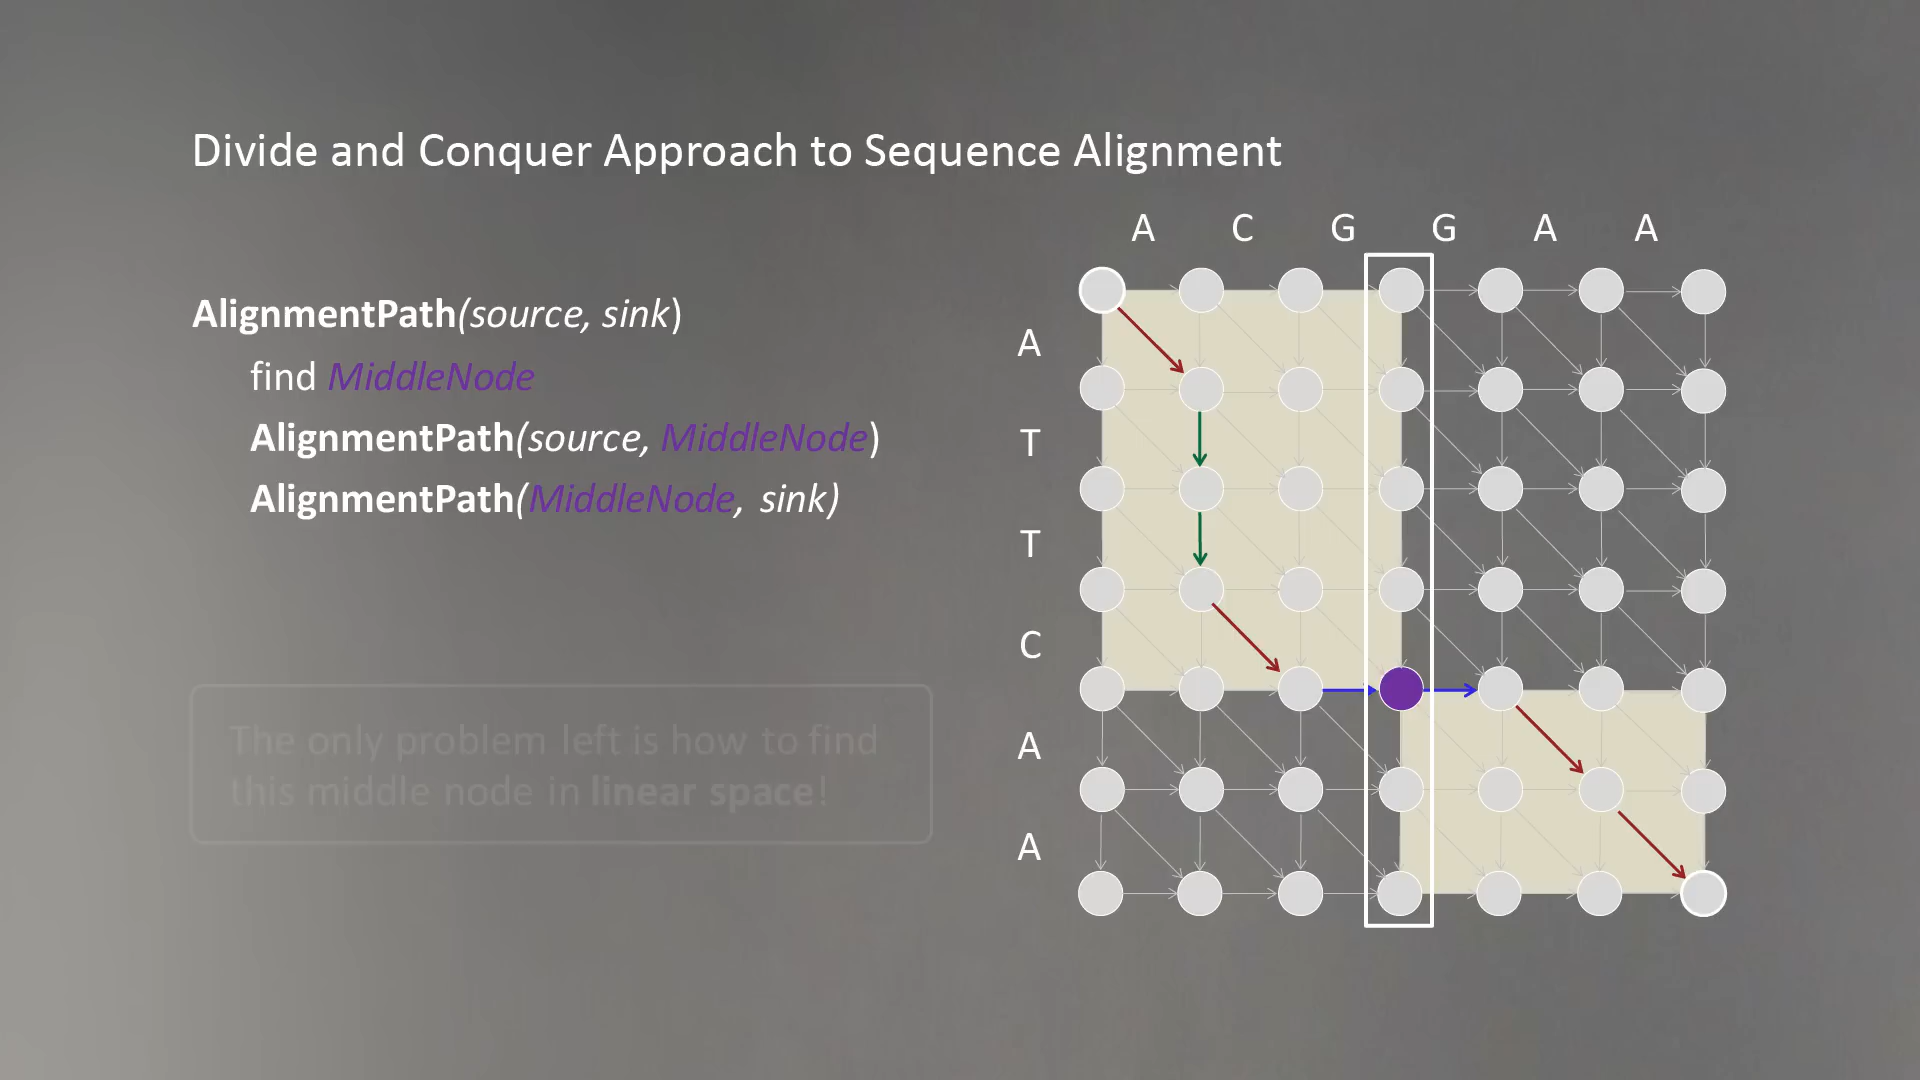 Divide and Conquer Approach to Sequence Alignment
AlignmentPath(source, sink)
find MiddleNode
AlignmentPath(source, MiddleNode)
AlignmentPath(MiddleNode, sink)
The only problem left is how to find
this middle node in linear space!
A C G G A A
A
T
T
C
A
A